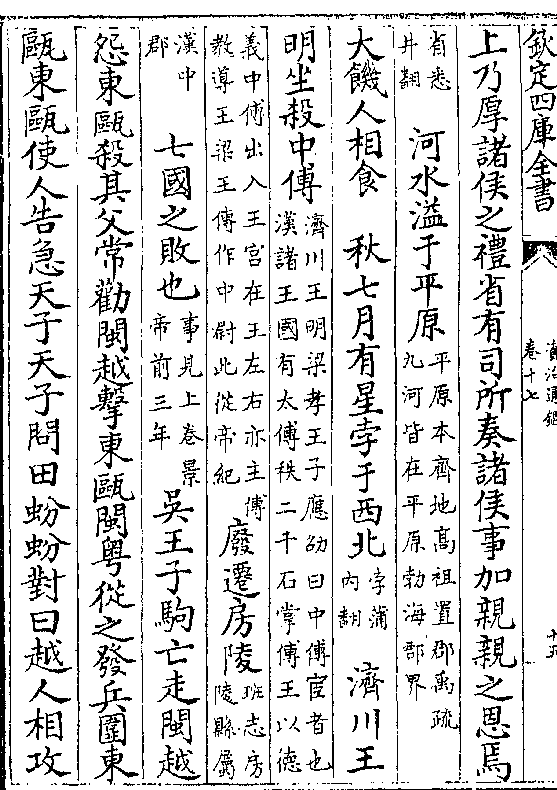 欽定四庫全書
資治通鑑
卷十七
十五
上乃厚諸侯之禮省有司所奏諸侯事加親親之恩焉
省悉
井翻
河水溢于平原
平原本齊地高祖置郡禹疏
九河皆在平原勃海郡界
大饑人相食 秋七月有星孛于西北
孛蒲
內翻
濟川王
明坐殺中傅
濟川王明梁孝王子應劭曰中傅宦者也
漢諸王國有太傅秩二千石掌傅王以德
義中傅出入王宮在王左右亦主傅
教導王梁王傳作中尉此從帝紀
廢遷房陵
班志房
陵縣屬
漢中
郡
七國之敗也
事見上卷景
帝前三年
吳王子駒亡走閩越
怨東甌殺其父常勸閩越擊東甌閩粤從之發兵圍東
甌東甌使人告急天子天子問田蚡蚡對曰越人相攻